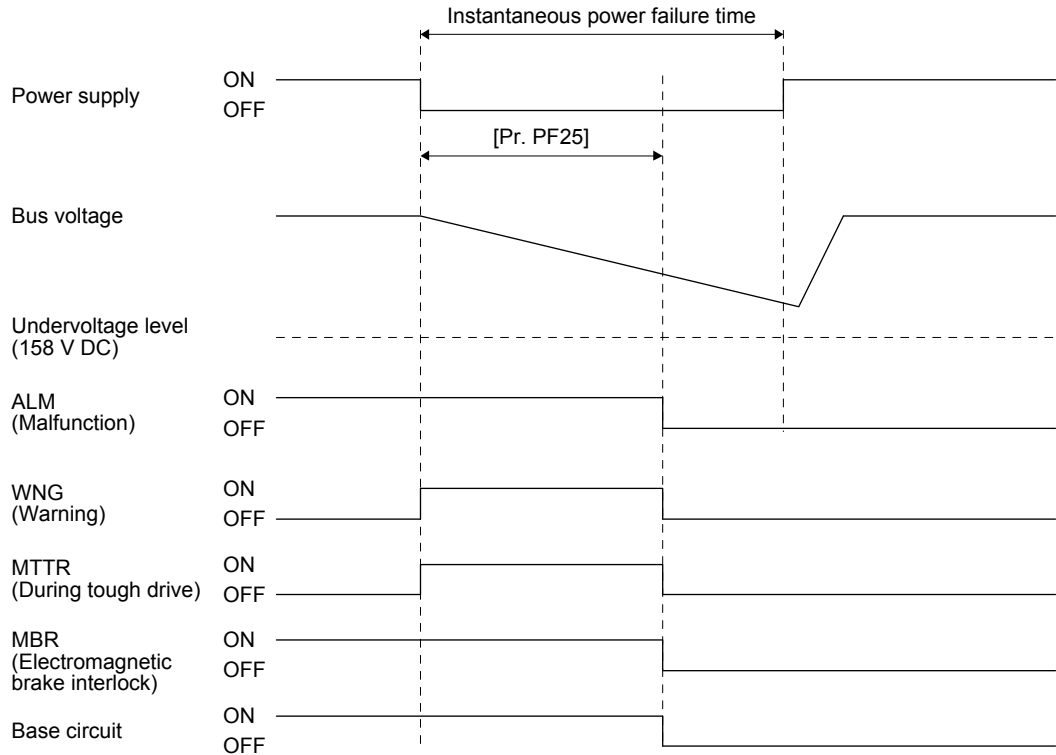 Instantaneous power failure time
Power supply
ON
OFF
[Pr. PF25]
Bus voltage
Undervoltage level
(158 V DC)
ALM
(Malfunction)
ON
OFF
WNG
(Warning)
ON
OFF
MTTR
(During tough drive)
ON
OFF
MBR
(Electromagnetic
brake interlock)
ON
OFF
Base circuit
ON
OFF